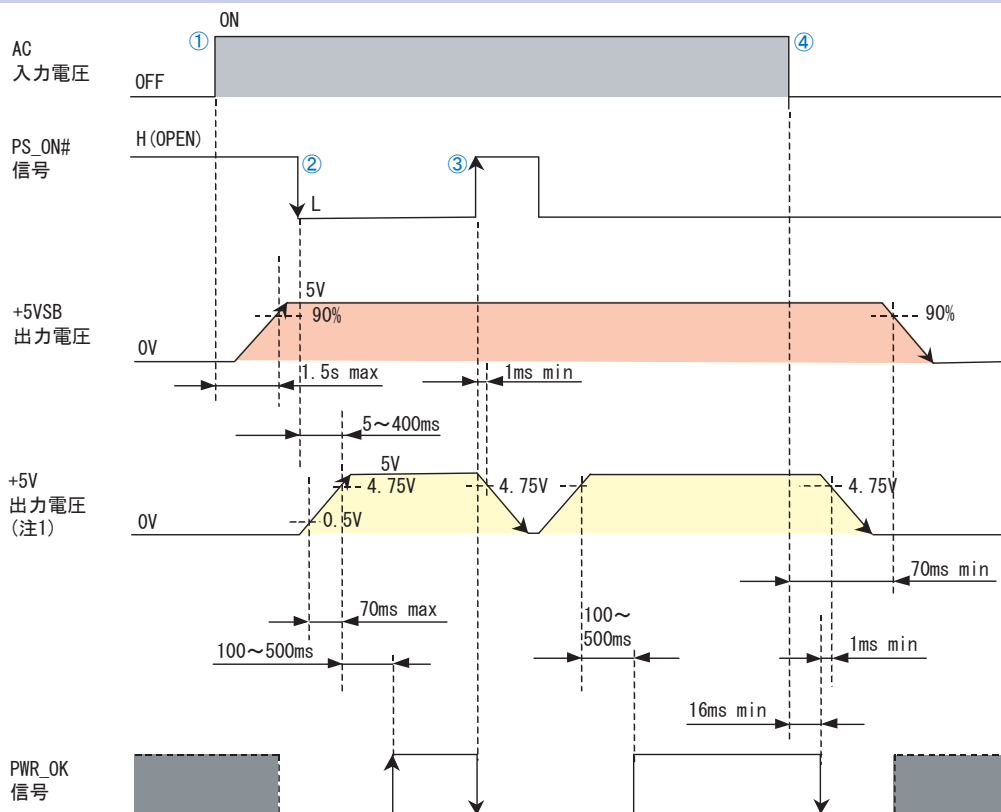 ON
①
④
AC
入力電圧
OFF
PS_ON#
信号
H(OPEN)
②
③
L
+5VSB
出力電圧
5V
90%
90%
0V
1.5s max
1ms min
5～400ms
+5V
出力電圧
(注1)
5V
4.75V
4.75V
4.75V
0.5V
0V
70ms min
70ms max
100～
500ms
100～500ms
1ms min
16ms min
PWR_OK
信号